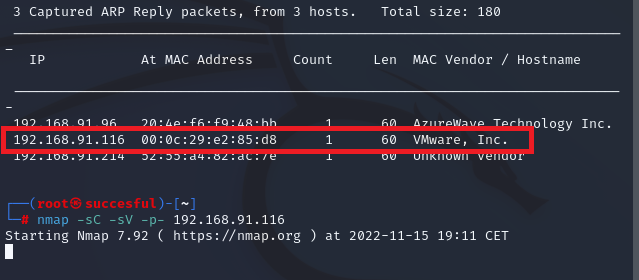 3 Captured ARP Reply packets, from 3 hosts.   Total size: 180
_____________________________________________________________________________
_
IP            At MAC Address     Count     Len  MAC Vendor / Hostname
-----------------------------------------------------------------------------
192.168.91.96   20:4e:f6:f9:48:bb      1      60  AzureWave Technology Inc.
192.168.91.116  00:0c:29:e2:85:d8      1      60  VMware, Inc.
192.168.91.214  52:55:a4:82:ac:7e      1      60  Unknown vendor
┌──(root㉿succesful)-[~]
└─# nmap -sC -sV -p- 192.168.91.116
Starting Nmap 7.92 ( https://nmap.org ) at 2022-11-15 19:11 CET